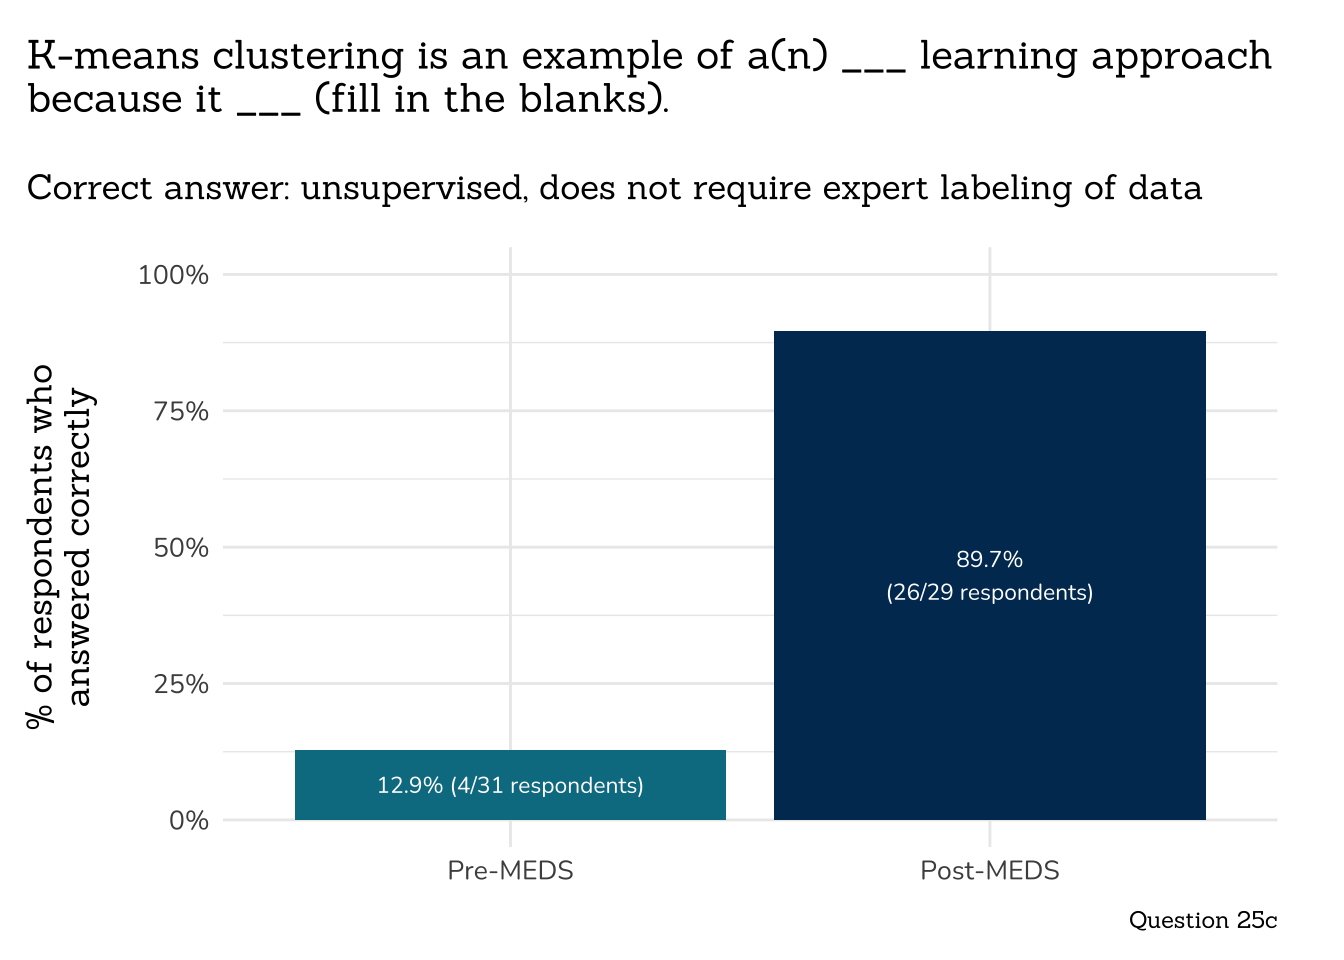 K-means clustering is an example of a(n) ___ learning approach
because it ___ (fill in the blanks).
Correct answer: unsupervised, does not require expert labeling of data
% of respondents who
answered correctly
100%
75%
50%
25%
0%
12.9% (4/31 respondents)
89.7%
(26/29 respondents)
Pre-MEDS
Post-MEDS
Question 25c